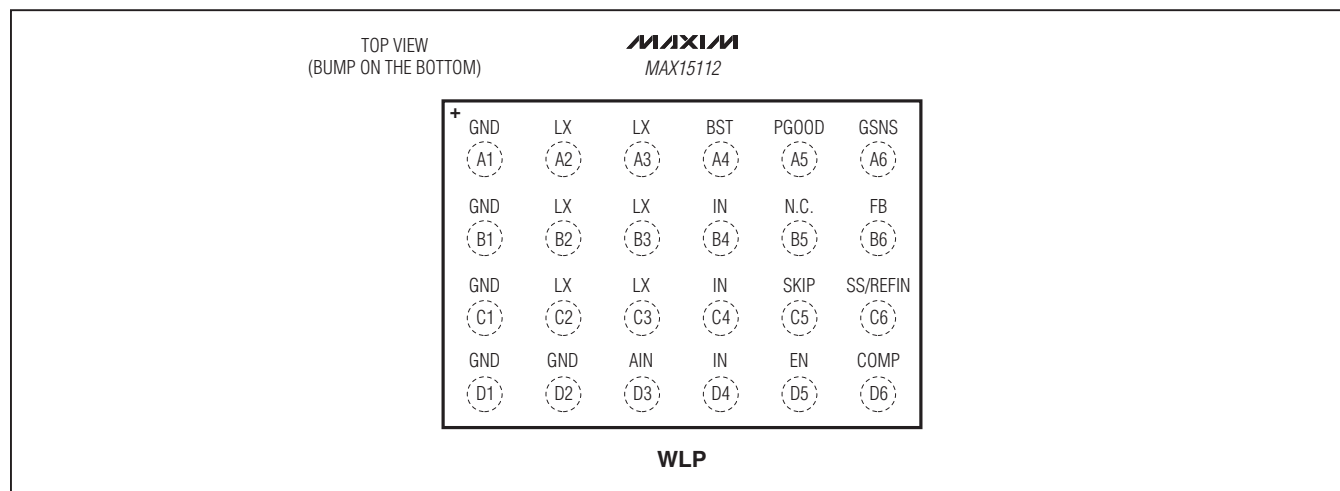 TOP VIEW
(BUMP ON THE BOTTOM)
MAXIM
MAX15112
+
GND LX LX BST PGOOD GSNS
A1 A2 A3 A4 A5 A6
GND LX LX IN N.C. FB
B1 B2 B3 B4 B5 B6
GND LX LX IN SKIP SS/REFIN
C1 C2 C3 C4 C5 C6
GND GND AIN IN EN COMP
D1 D2 D3 D4 D5 D6
WLP